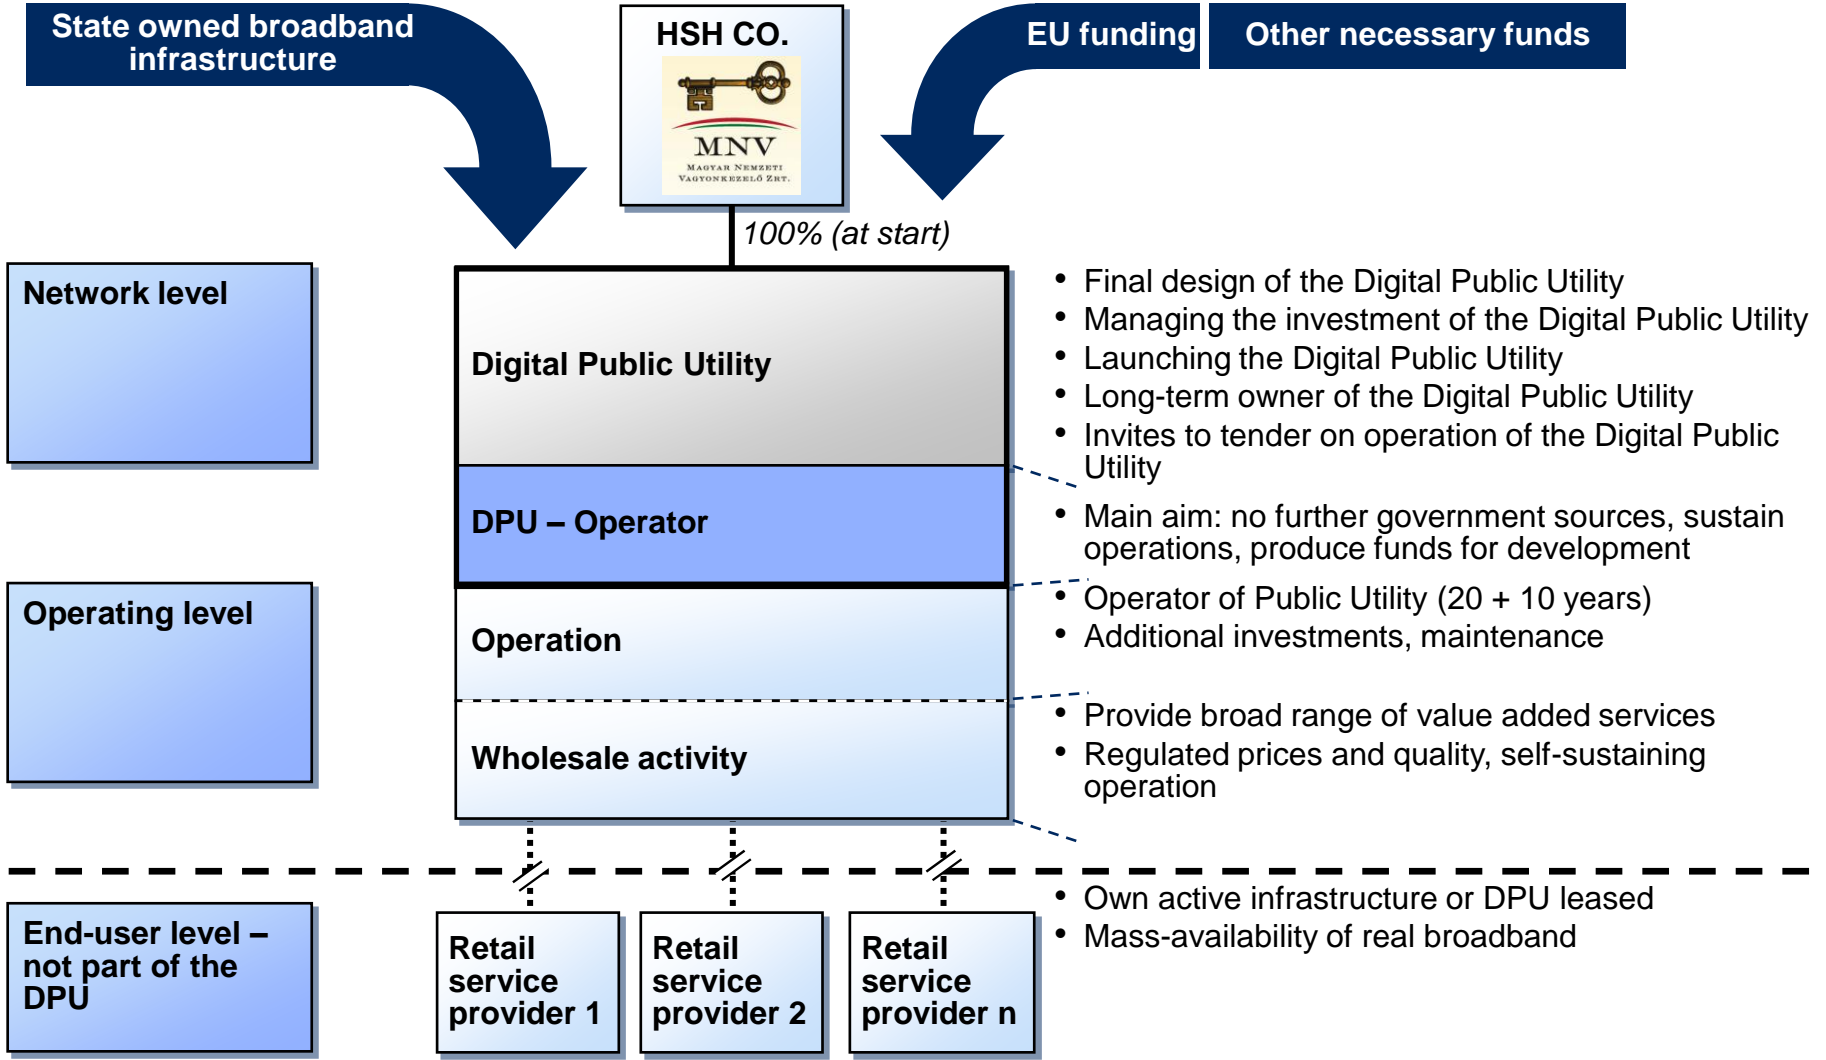 State owned broadband
infrastructure
HSH CO.
MNV
MAGYAR NEMZETI
VAGYONKEZELŐ ZRT.
EU funding
Other necessary funds
100% (at start)
Network level
Digital Public Utility
• Final design of the Digital Public Utility
• Managing the investment of the Digital Public Utility
• Launching the Digital Public Utility
• Long-term owner of the Digital Public Utility
• Invites to tender on operation of the Digital Public
Utility
DPU – Operator
• Main aim: no further government sources, sustain
operations, produce funds for development
Operating level
Operation
• Operator of Public Utility (20 + 10 years)
• Additional investments, maintenance
Wholesale activity
• Provide broad range of value added services
• Regulated prices and quality, self-sustaining
operation
End-user level –
not part of the
DPU
Retail
service
provider 1
Retail
service
provider 2
Retail
service
provider n
• Own active infrastructure or DPU leased
• Mass-availability of real broadband